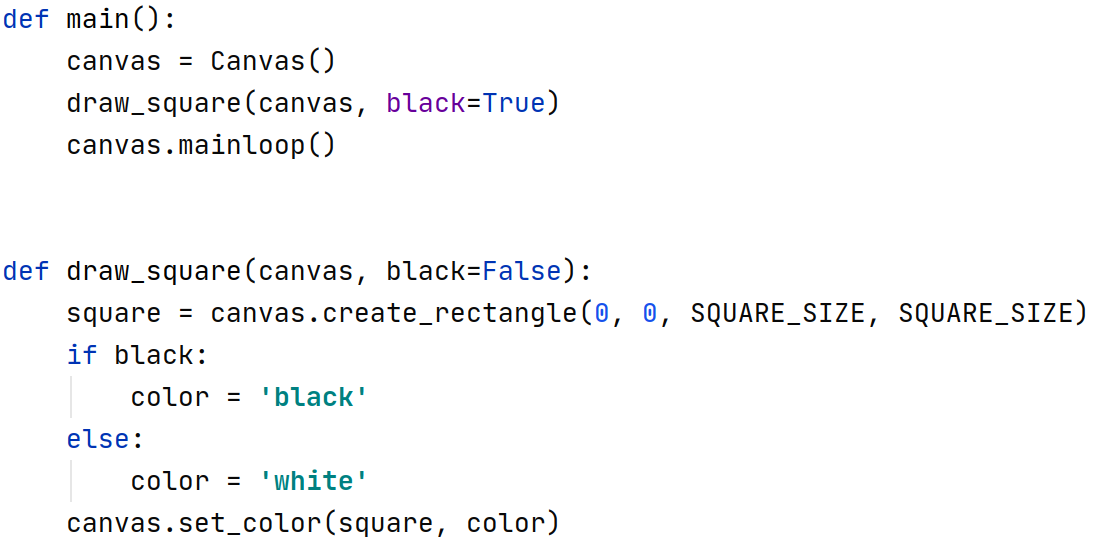 def main():
    canvas = Canvas()
    draw_square(canvas, black=True)
    canvas.mainloop()


def draw_square(canvas, black=False):
    square = canvas.create_rectangle(0, 0, SQUARE_SIZE, SQUARE_SIZE)
    if black:
        color = 'black'
    else:
        color = 'white'
    canvas.set_color(square, color)